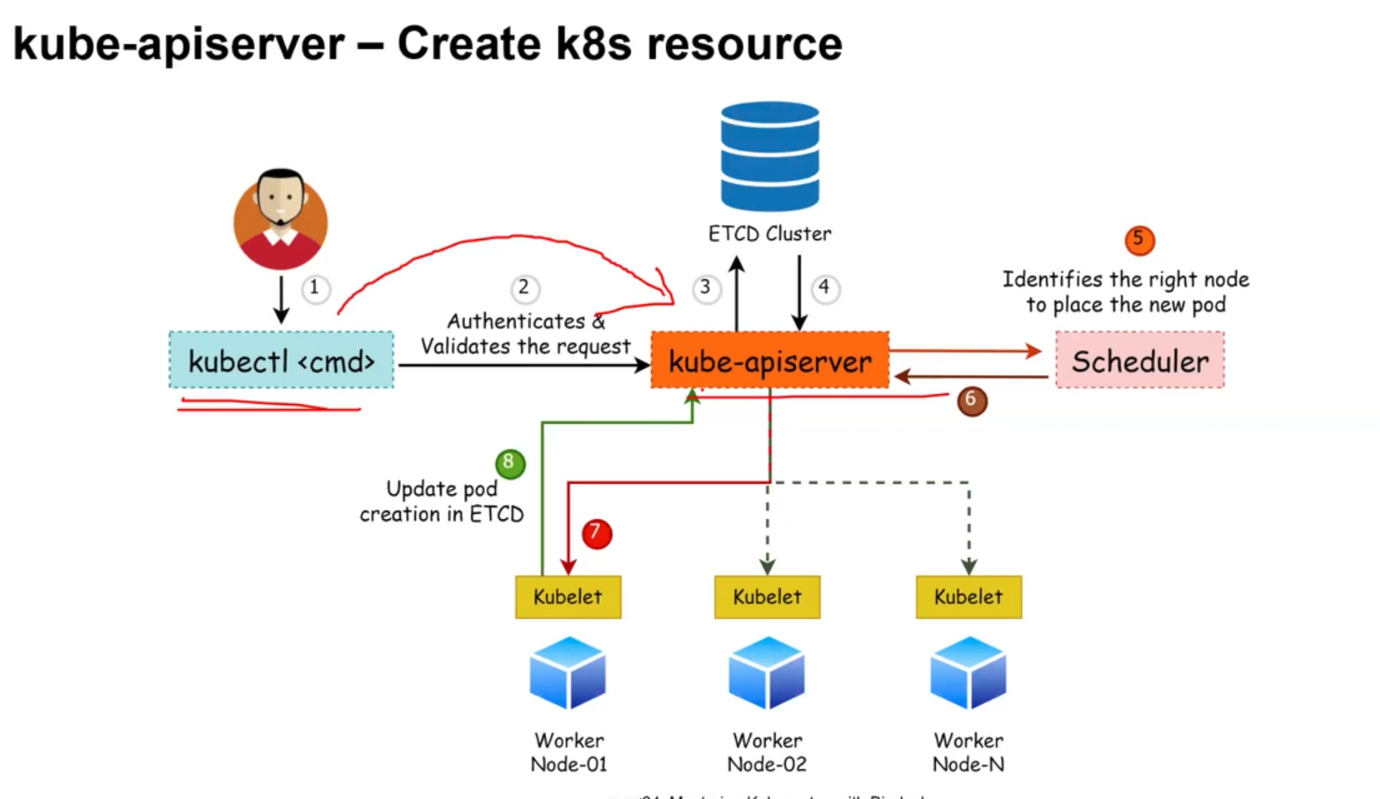 kube-apiserver – Create k8s resource
ETCD Cluster
5
Identifies the right node
to place the new pod
1
2
3
4
Authenticates &
Validates the request
kubectl <cmd>
kube-apiserver
Scheduler
6
8
Update pod
creation in ETCD
7
Kubelet
Kubelet
Kubelet
Worker
Node-01
Worker
Node-02
Worker
Node-N